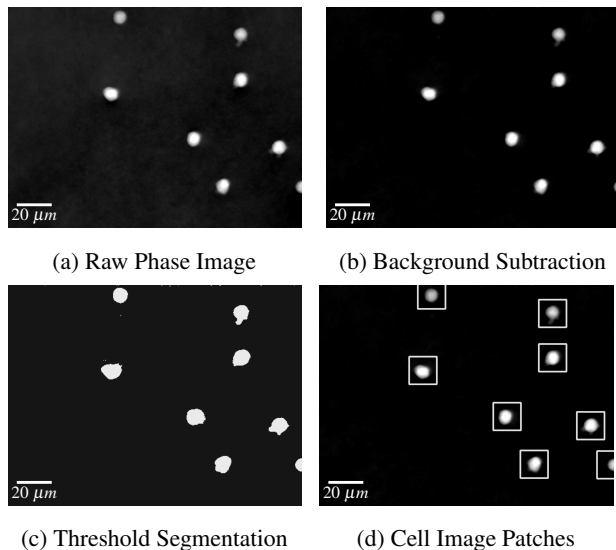 20 μm
20 μm
(a) Raw Phase Image
(b) Background Subtraction
20 μm
20 μm
(c) Threshold Segmentation
(d) Cell Image Patches